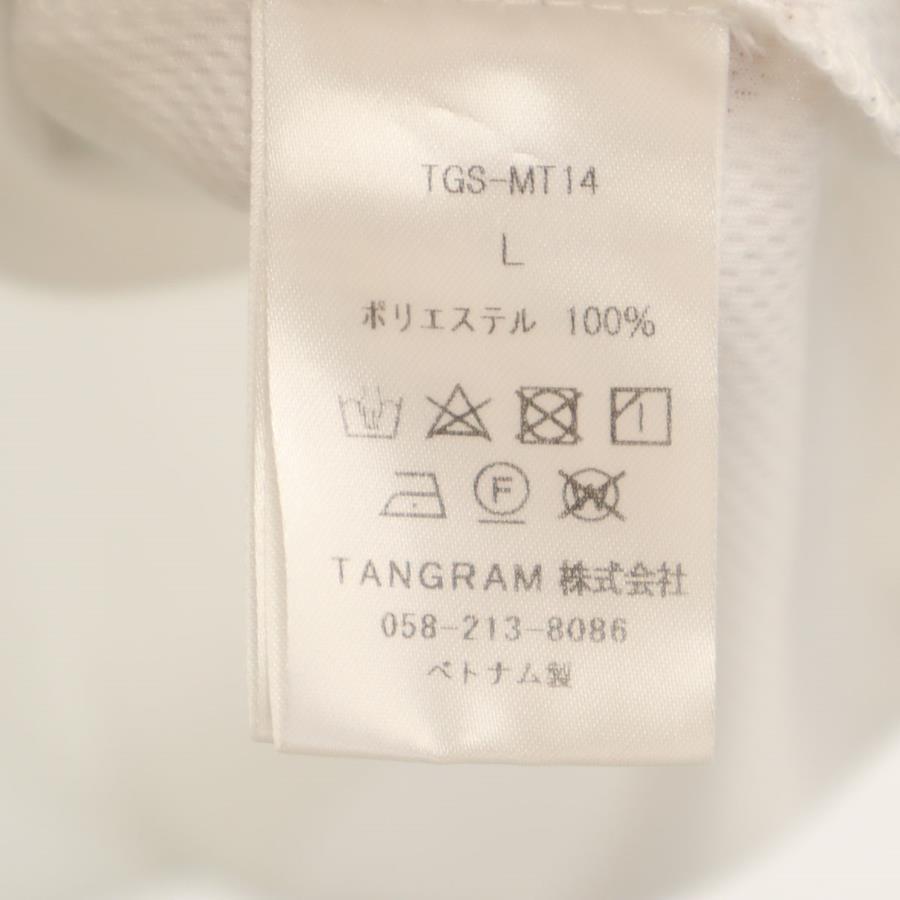 TGS-MT14
L
ポリエステル 100%
F
W
TANGRAM 株式会社
058-213-8086
ベトナム製